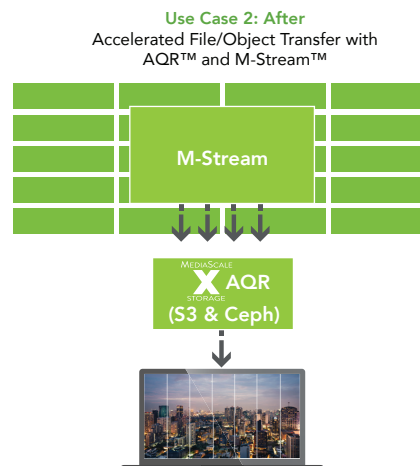 Use Case 2: After
Accelerated File/Object Transfer with
AQR™ and M-Stream™
M-Stream
MEDIASCALE
X AQR
STORAGE
(S3 & Ceph)